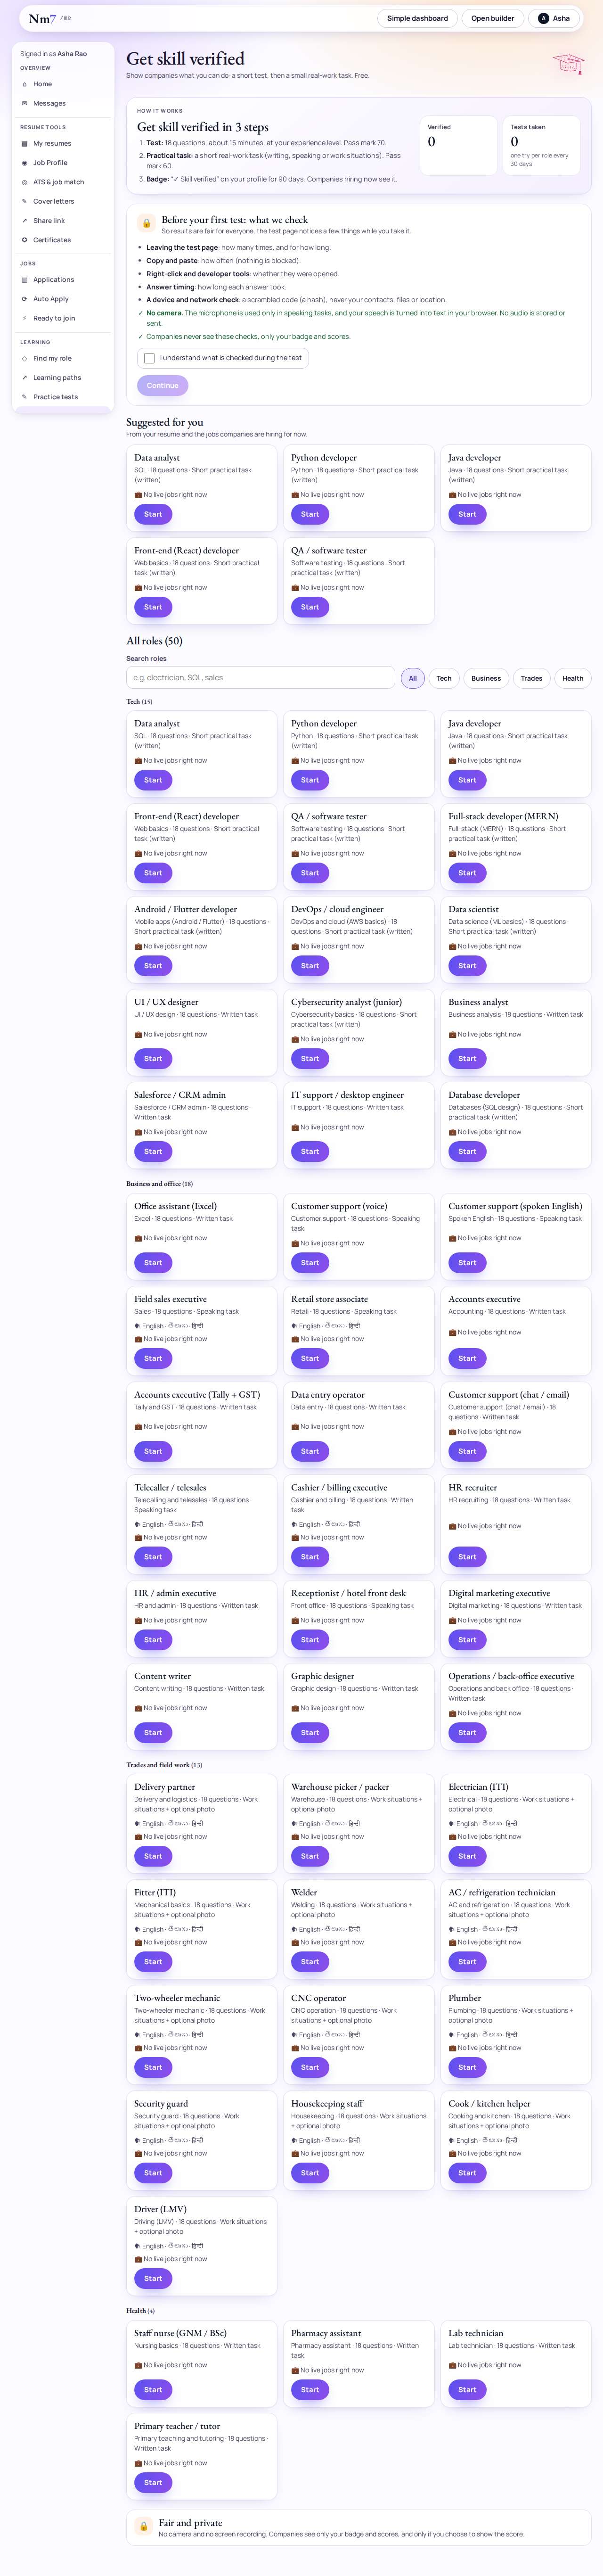 Nm7 /me
Simple dashboard
Open builder
A Asha
Signed in as Asha Rao
OVERVIEW
Home
Messages
RESUME TOOLS
My resumes
Job Profile
ATS & job match
Cover letters
Share link
Certificates
JOBS
Applications
Auto Apply
Ready to join
LEARNING
Find my role
Learning paths
Practice tests
Get skill verified
Show companies what you can do: a short test, then a small real-work task. Free.
HOW IT WORKS
Get skill verified in 3 steps
1. Test: 18 questions, about 15 minutes, at your experience level. Pass mark 70.
2. Practical task: a short real-work task (writing, speaking or work situations). Pass
mark 60.
3. Badge: "✓ Skill verified" on your profile for 90 days. Companies hiring now see it.
Verified
0
Tests taken
0
one try per role every
30 days
Before your first test: what we check
So results are fair for everyone, the test page notices a few things while you take it.
• Leaving the test page: how many times, and for how long.
• Copy and paste: how often (nothing is blocked).
• Right-click and developer tools: whether they were opened.
• Answer timing: how long each answer took.
• A device and network check: a scrambled code (a hash), never your contacts, files or location.
✓ No camera. The microphone is used only in speaking tasks, and your speech is turned into text in your browser. No audio is stored or
sent.
✓ Companies never see these checks, only your badge and scores.
I understand what is checked during the test
Continue
Suggested for you
From your resume and the jobs companies are hiring for now.
Data analyst
SQL · 18 questions · Short practical task
(written)
No live jobs right now
Start
Python developer
Python · 18 questions · Short practical task
(written)
No live jobs right now
Start
Java developer
Java · 18 questions · Short practical task
(written)
No live jobs right now
Start
Front-end (React) developer
Web basics · 18 questions · Short practical
task (written)
No live jobs right now
Start
QA / software tester
Software testing · 18 questions · Short
practical task (written)
No live jobs right now
Start
All roles (50)
Search roles
e.g. electrician, SQL, sales
All
Tech
Business
Trades
Health
Tech (15)
Data analyst
SQL · 18 questions · Short practical task
(written)
No live jobs right now
Start
Python developer
Python · 18 questions · Short practical task
(written)
No live jobs right now
Start
Java developer
Java · 18 questions · Short practical task
(written)
No live jobs right now
Start
Front-end (React) developer
Web basics · 18 questions · Short practical
task (written)
No live jobs right now
Start
QA / software tester
Software testing · 18 questions · Short
practical task (written)
No live jobs right now
Start
Full-stack developer (MERN)
Full-stack (MERN) · 18 questions · Short
practical task (written)
No live jobs right now
Start
Android / Flutter developer
Mobile apps (Android / Flutter) · 18 questions ·
Short practical task (written)
No live jobs right now
Start
DevOps / cloud engineer
DevOps and cloud (AWS basics) · 18
questions · Short practical task (written)
No live jobs right now
Start
Data scientist
Data science (ML basics) · 18 questions ·
Short practical task (written)
No live jobs right now
Start
UI / UX designer
UI / UX design · 18 questions · Written task
No live jobs right now
Start
Cybersecurity analyst (junior)
Cybersecurity basics · 18 questions · Short
practical task (written)
No live jobs right now
Start
Business analyst
Business analysis · 18 questions · Written task
No live jobs right now
Start
Salesforce / CRM admin
Salesforce / CRM admin · 18 questions ·
Written task
No live jobs right now
Start
IT support / desktop engineer
IT support · 18 questions · Written task
No live jobs right now
Start
Database developer
Databases (SQL design) · 18 questions · Short
practical task (written)
No live jobs right now
Start
Business and office (18)
Office assistant (Excel)
Excel · 18 questions · Written task
No live jobs right now
Start
Customer support (voice)
Customer support · 18 questions · Speaking
task
No live jobs right now
Start
Customer support (spoken English)
Spoken English · 18 questions · Speaking task
No live jobs right now
Start
Field sales executive
Sales · 18 questions · Speaking task
English · తెలుగు · हिन्दी
No live jobs right now
Start
Retail store associate
Retail · 18 questions · Speaking task
English · తెలుగు · हिन्दी
No live jobs right now
Start
Accounts executive
Accounting · 18 questions · Written task
No live jobs right now
Start
Accounts executive (Tally + GST)
Tally and GST · 18 questions · Written task
No live jobs right now
Start
Data entry operator
Data entry · 18 questions · Written task
No live jobs right now
Start
Customer support (chat / email)
Customer support (chat / email) · 18
questions · Written task
No live jobs right now
Start
Telecaller / telesales
Telecalling and telesales · 18 questions ·
Speaking task
English · తెలుగు · हिन्दी
No live jobs right now
Start
Cashier / billing executive
Cashier and billing · 18 questions · Written
task
English · తెలుగు · हिन्दी
No live jobs right now
Start
HR recruiter
HR recruiting · 18 questions · Written task
No live jobs right now
Start
HR / admin executive
HR and admin · 18 questions · Written task
No live jobs right now
Start
Receptionist / hotel front desk
Front office · 18 questions · Speaking task
No live jobs right now
Start
Digital marketing executive
Digital marketing · 18 questions · Written task
No live jobs right now
Start
Content writer
Content writing · 18 questions · Written task
No live jobs right now
Start
Graphic designer
Graphic design · 18 questions · Written task
No live jobs right now
Start
Operations / back-office executive
Operations and back office · 18 questions ·
Written task
No live jobs right now
Start
Trades and field work (13)
Delivery partner
Delivery and logistics · 18 questions · Work
situations + optional photo
English · తెలుగు · हिन्दी
No live jobs right now
Start
Warehouse picker / packer
Warehouse · 18 questions · Work situations +
optional photo
English · తెలుగు · हिन्दी
No live jobs right now
Start
Electrician (ITI)
Electrical · 18 questions · Work situations +
optional photo
English · తెలుగు · हिन्दी
No live jobs right now
Start
Fitter (ITI)
Mechanical basics · 18 questions · Work
situations + optional photo
English · తెలుగు · हिन्दी
No live jobs right now
Start
Welder
Welding · 18 questions · Work situations +
optional photo
English · తెలుగు · हिन्दी
No live jobs right now
Start
AC / refrigeration technician
AC and refrigeration · 18 questions · Work
situations + optional photo
English · తెలుగు · हिन्दी
No live jobs right now
Start
Two-wheeler mechanic
Two-wheeler mechanic · 18 questions · Work
situations + optional photo
English · తెలుగు · हिन्दी
No live jobs right now
Start
CNC operator
CNC operation · 18 questions · Work
situations + optional photo
English · తెలుగు · हिन्दी
No live jobs right now
Start
Plumber
Plumbing · 18 questions · Work situations +
optional photo
English · తెలుగు · हिन्दी
No live jobs right now
Start
Security guard
Security guard · 18 questions · Work
situations + optional photo
English · తెలుగు · हिन्दी
No live jobs right now
Start
Housekeeping staff
Housekeeping · 18 questions · Work situations
+ optional photo
English · తెలుగు · हिन्दी
No live jobs right now
Start
Cook / kitchen helper
Cooking and kitchen · 18 questions · Work
situations + optional photo
English · తెలుగు · हिन्दी
No live jobs right now
Start
Driver (LMV)
Driving (LMV) · 18 questions · Work situations
+ optional photo
English · తెలుగు · हिन्दी
No live jobs right now
Start
Health (4)
Staff nurse (GNM / BSc)
Nursing basics · 18 questions · Written task
No live jobs right now
Start
Pharmacy assistant
Pharmacy assistant · 18 questions · Written
task
No live jobs right now
Start
Lab technician
Lab technician · 18 questions · Written task
No live jobs right now
Start
Primary teacher / tutor
Primary teaching and tutoring · 18 questions ·
Written task
No live jobs right now
Start
Fair and private
No camera and no screen recording. Companies see only your badge and scores, and only if you choose to show the score.